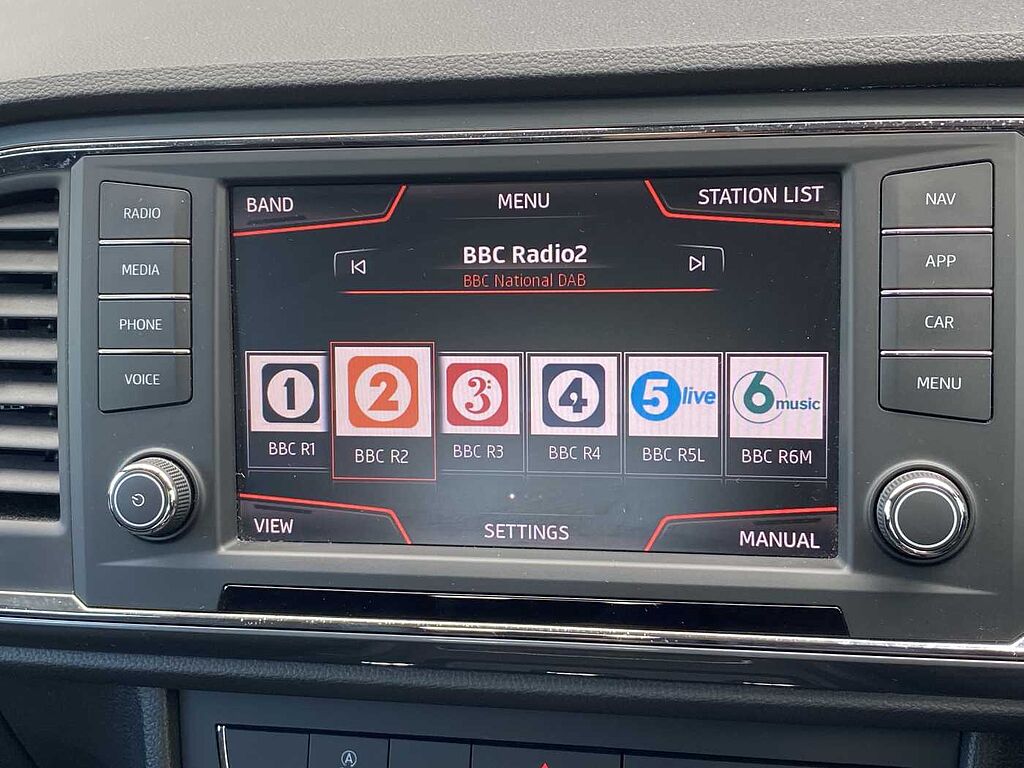 RADIO
MEDIA
PHONE
VOICE
BAND
MENU
STATION LIST
BBC Radio2
BBC National DAB
1
2
3
4
5 live
6 music
BBC R1
BBC R2
BBC R3
BBC R4
BBC R5L
BBC R6M
VIEW
SETTINGS
MANUAL
NAV
APP
CAR
MENU
A